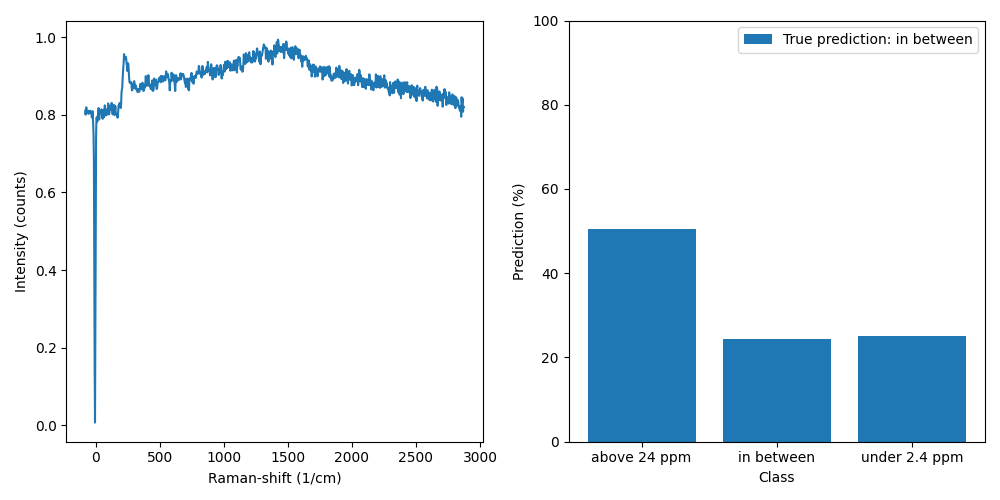 1.0
0.8
0.6
0.4
0.2
0.0
Intensity (counts)
0
500
1000
1500
2000
2500
3000
Raman-shift (1/cm)
100
80
60
40
20
0
Prediction (%)
True prediction: in between
above 24 ppm
in between
under 2.4 ppm
Class